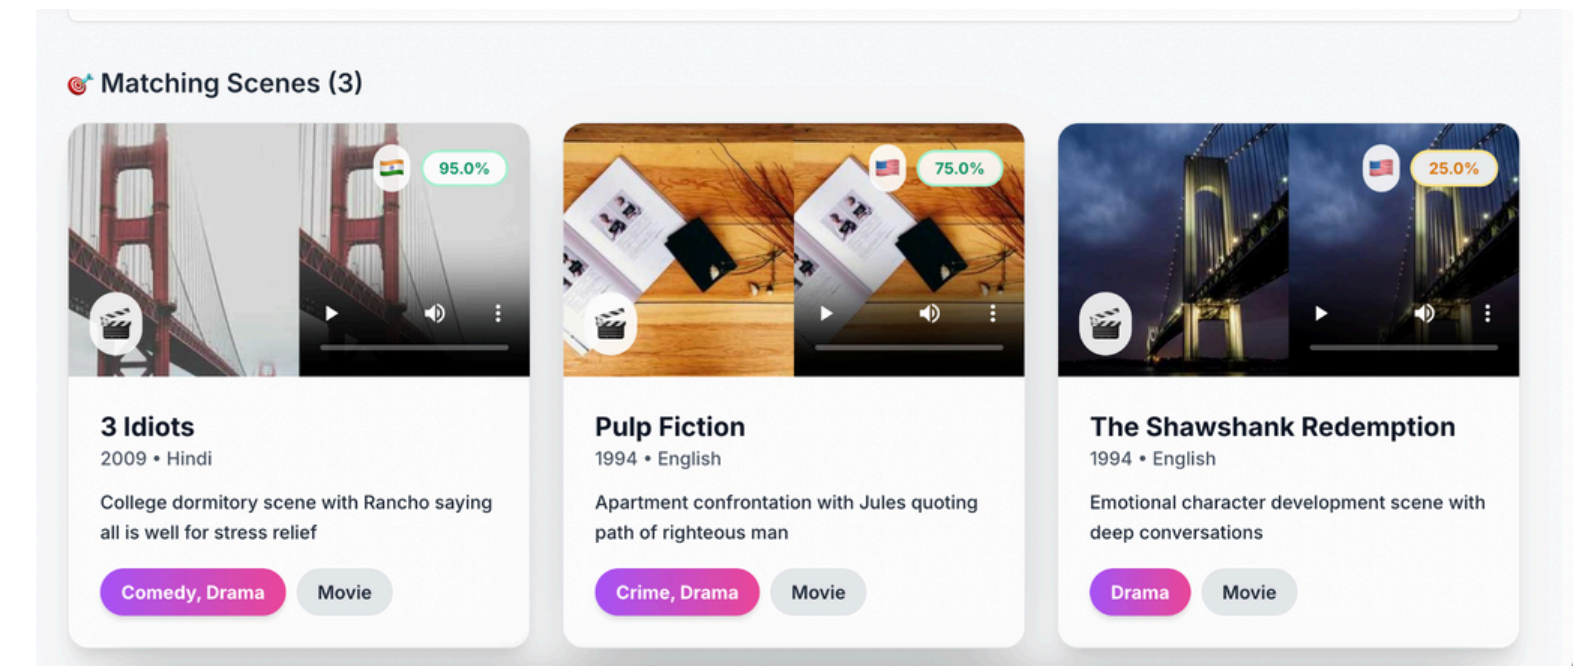 Matching Scenes (3)
95.0%
3 Idiots
2009 • Hindi
College dormitory scene with Rancho saying
all is well for stress relief
Comedy, Drama
Movie
75.0%
Pulp Fiction
1994 • English
Apartment confrontation with Jules quoting
path of righteous man
Crime, Drama
Movie
25.0%
The Shawshank Redemption
1994 • English
Emotional character development scene with
deep conversations
Drama
Movie